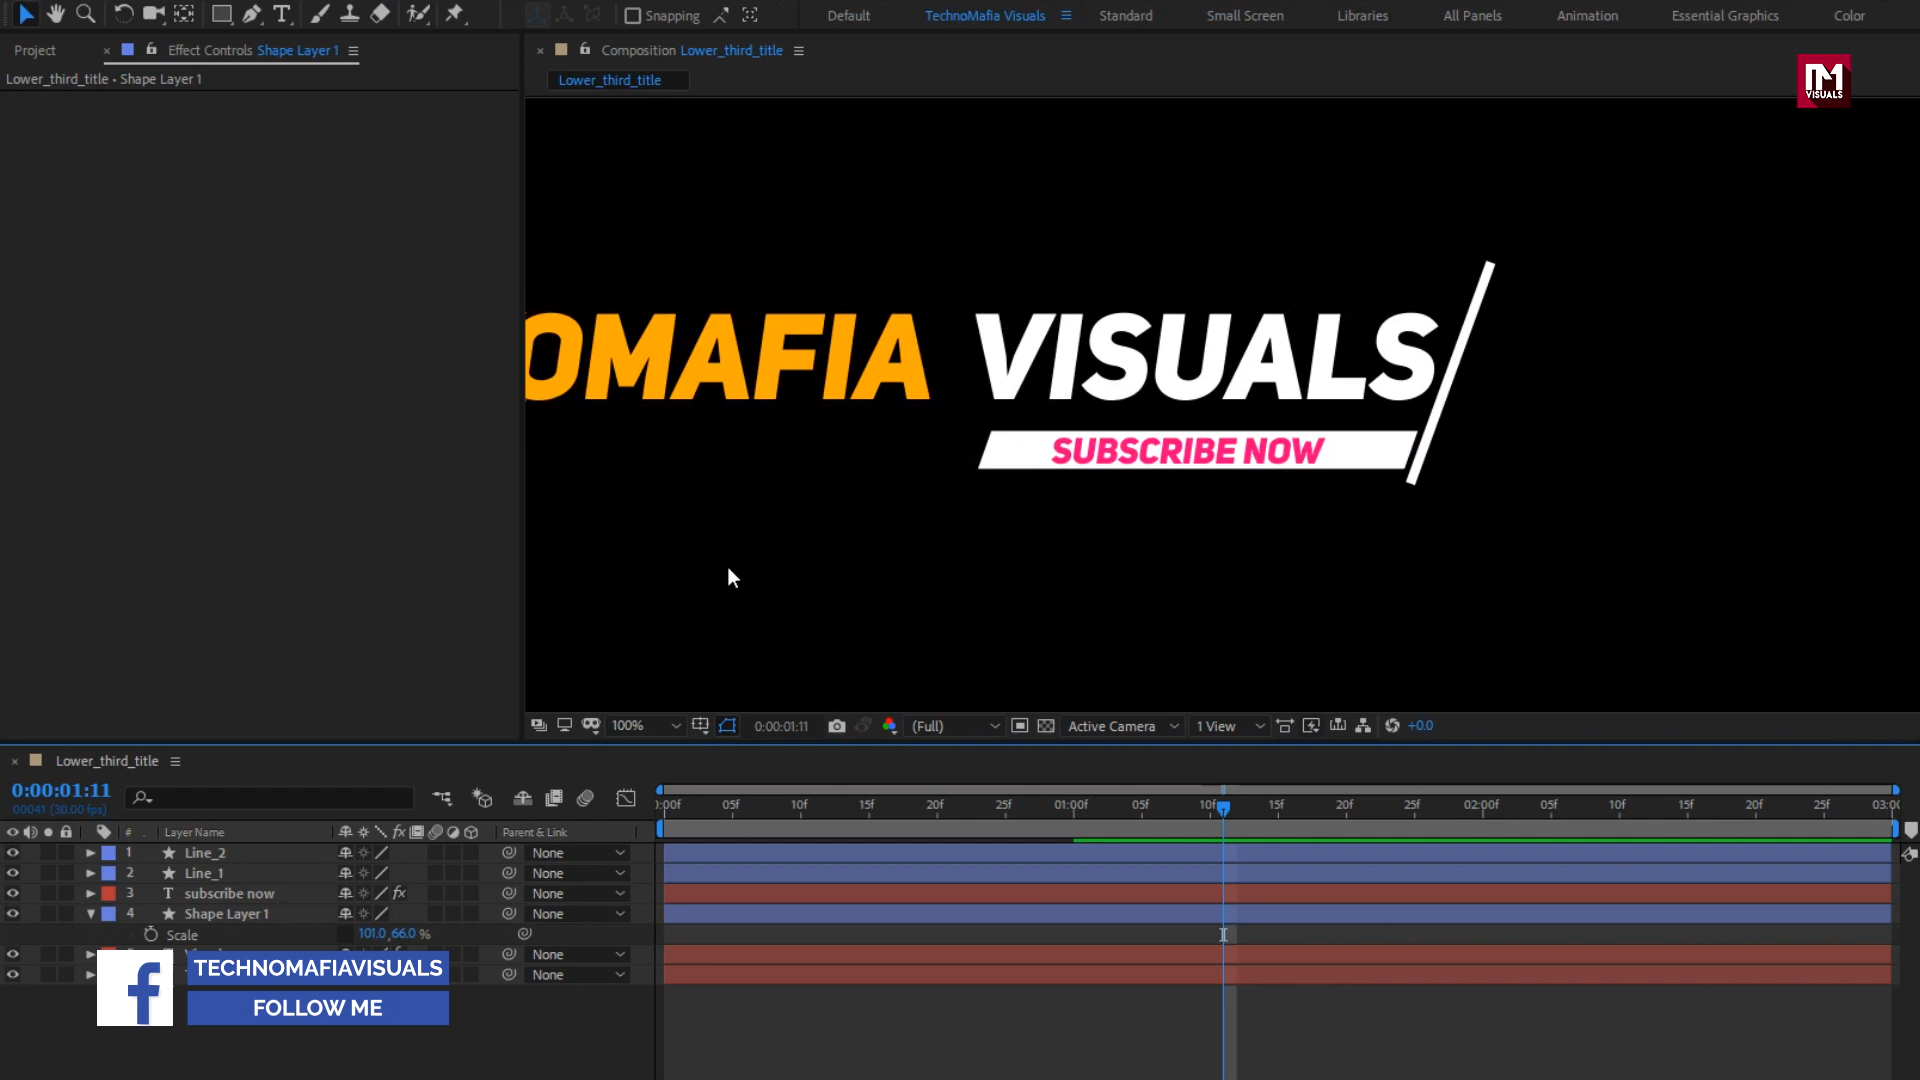 Snapping Default TechnoMafia Visuals Standard Small Screen Libraries All Panels Animation Essential Graphics Color
Project Effect Controls Shape Layer 1
Composition Lower_third_title
Lower_third_title • Shape Layer 1
Lower_third_title
VISUALS
OMAFIA VISUALS
SUBSCRIBE NOW
100% 0:00:01:11 (Full) Active Camera 1 View +0.0
Lower_third_title
0:00:01:11
00041 (30.00 fps)
:00f 05f 10f 15f 20f 25f 01:00f 05f 10f 15f 20f 25f 02:00f 05f 10f 15f 20f 25f 03:0
# Layer Name fx Parent & Link
1 Line_2 None
2 Line_1 None
3 T subscribe now fx None
4 Shape Layer 1 None
Scale 101.0,66.0 %
None
None
TECHNOMAFIAVISUALS
FOLLOW ME